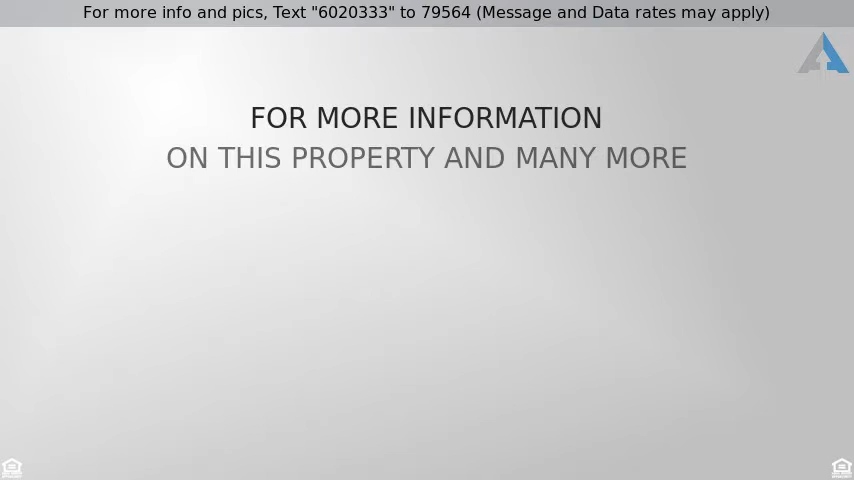 For more info and pics, Text "6020333" to 79564 (Message and Data rates may apply)
FOR MORE INFORMATION
ON THIS PROPERTY AND MANY MORE